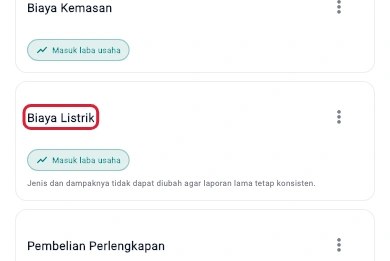 Biaya Kemasan
Masuk laba usaha
Biaya Listrik
Masuk laba usaha
Jenis dan dampaknya tidak dapat diubah agar laporan lama tetap konsisten.
Pembelian Perlengkapan